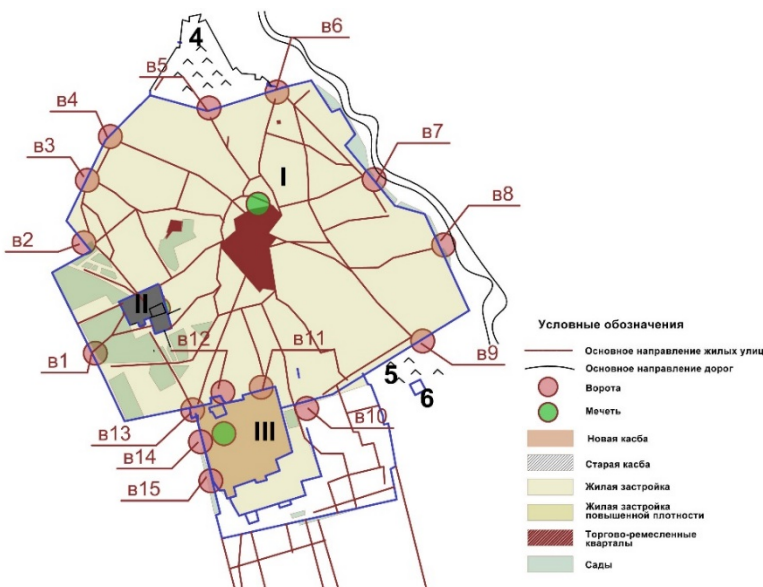 4
в6
в5
в4
в3
I
в7
в8
в2
II
в11
в12
в1
5
в9
6
в10
в13
III
в14
в15
Условные обозначения
Основное направление жилых улиц
Основное направление дорог
Ворота
Мечеть
Новая касба
Старая касба
Жилая застройка
Жилая застройка
повышенной плотности
Торгово-ремесленные
кварталы
Сады